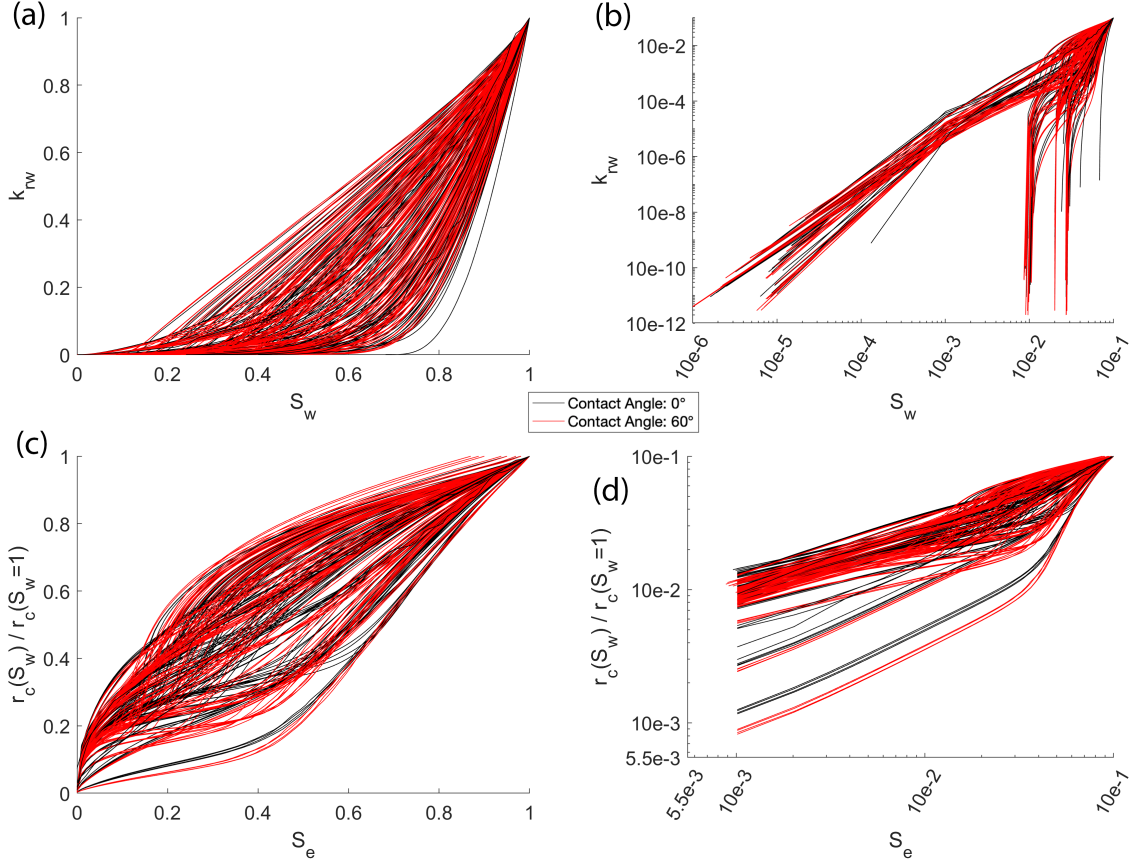 (a)
1
0.8
0.6
0.4
0.2
0
k_rw
0 0.2 0.4 0.6 0.8 1
S_w
(b)
10e-2
10e-4
10e-6
10e-8
10e-10
10e-12
k_rw
10e-6 10e-5 10e-4 10e-3 10e-2 10e-1
S_w
Contact Angle: 0°
Contact Angle: 60°
(c)
1
0.8
0.6
0.4
0.2
0
r_c(S_w) / r_c(S_w=1)
0 0.2 0.4 0.6 0.8 1
S_e
(d)
10e-1
10e-2
10e-3
5.5e-3
r_c(S_w) / r_c(S_w=1)
5.5e-3 10e-3 10e-2 10e-1
S_e